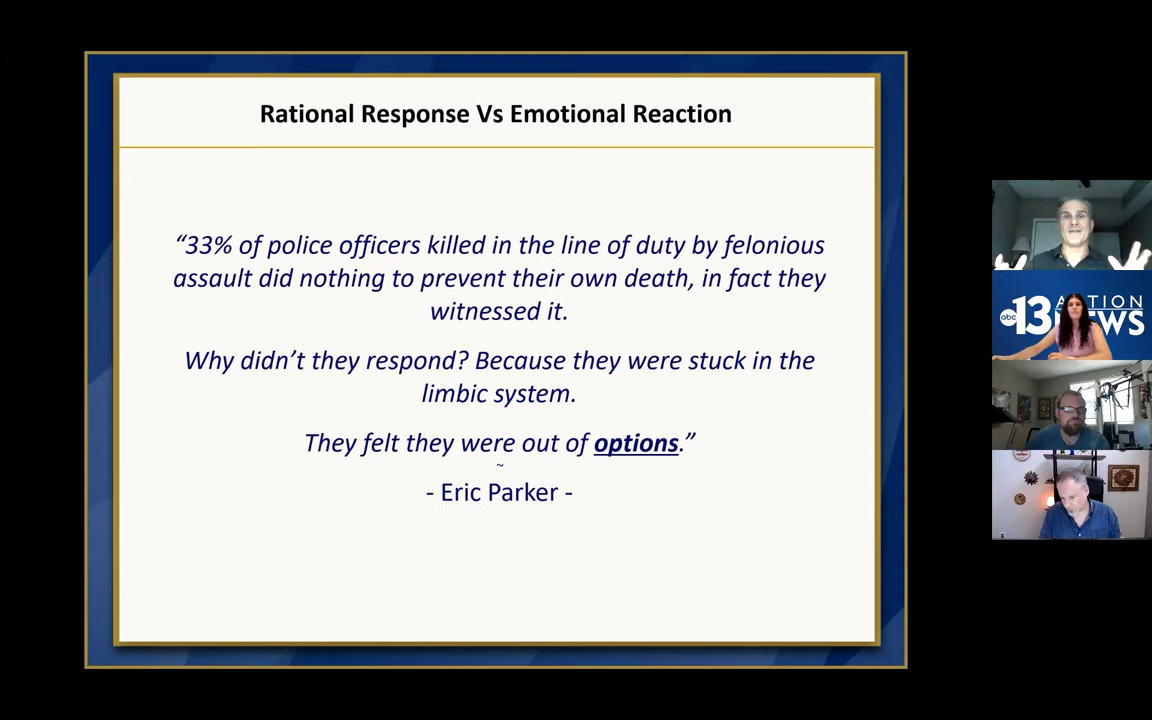 Rational Response Vs Emotional Reaction
“33% of police officers killed in the line of duty by felonious
assault did nothing to prevent their own death, in fact they
witnessed it.
Why didn’t they respond? Because they were stuck in the
limbic system.
They felt they were out of options.”
~
- Eric Parker -
abc 13 ACTION
NEWS